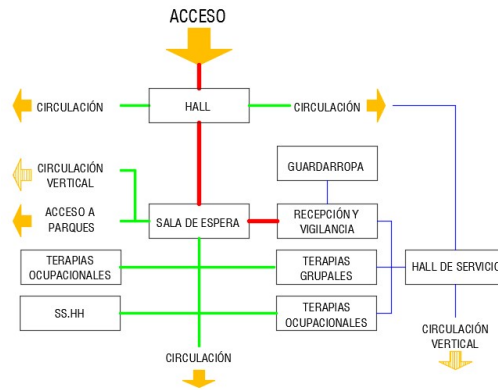 ACCESO
CIRCULACIÓN
HALL
CIRCULACIÓN
CIRCULACIÓN
VERTICAL
GUARDARROPA
ACCESO A
PARQUES
SALA DE ESPERA
RECEPCIÓN Y
VIGILANCIA
TERAPIAS
OCUPACIONALES
TERAPIAS
GRUPALES
HALL DE SERVICIO
SS.HH
TERAPIAS
OCUPACIONALES
CIRCULACIÓN
VERTICAL
CIRCULACIÓN